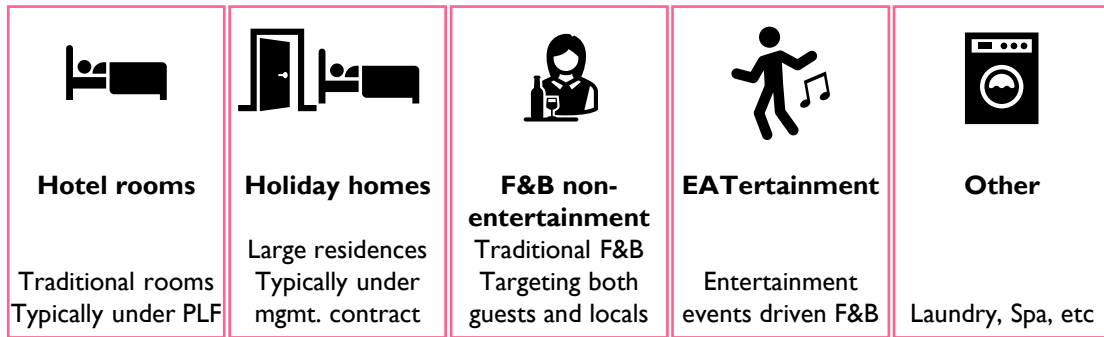 Hotel rooms
Traditional rooms
Typically under PLF
Holiday homes
Large residences
Typically under
mgmt. contract
F&B non-
entertainment
Traditional F&B
Targeting both
guests and locals
EATertainment
Entertainment
events driven F&B
Other
Laundry, Spa, etc